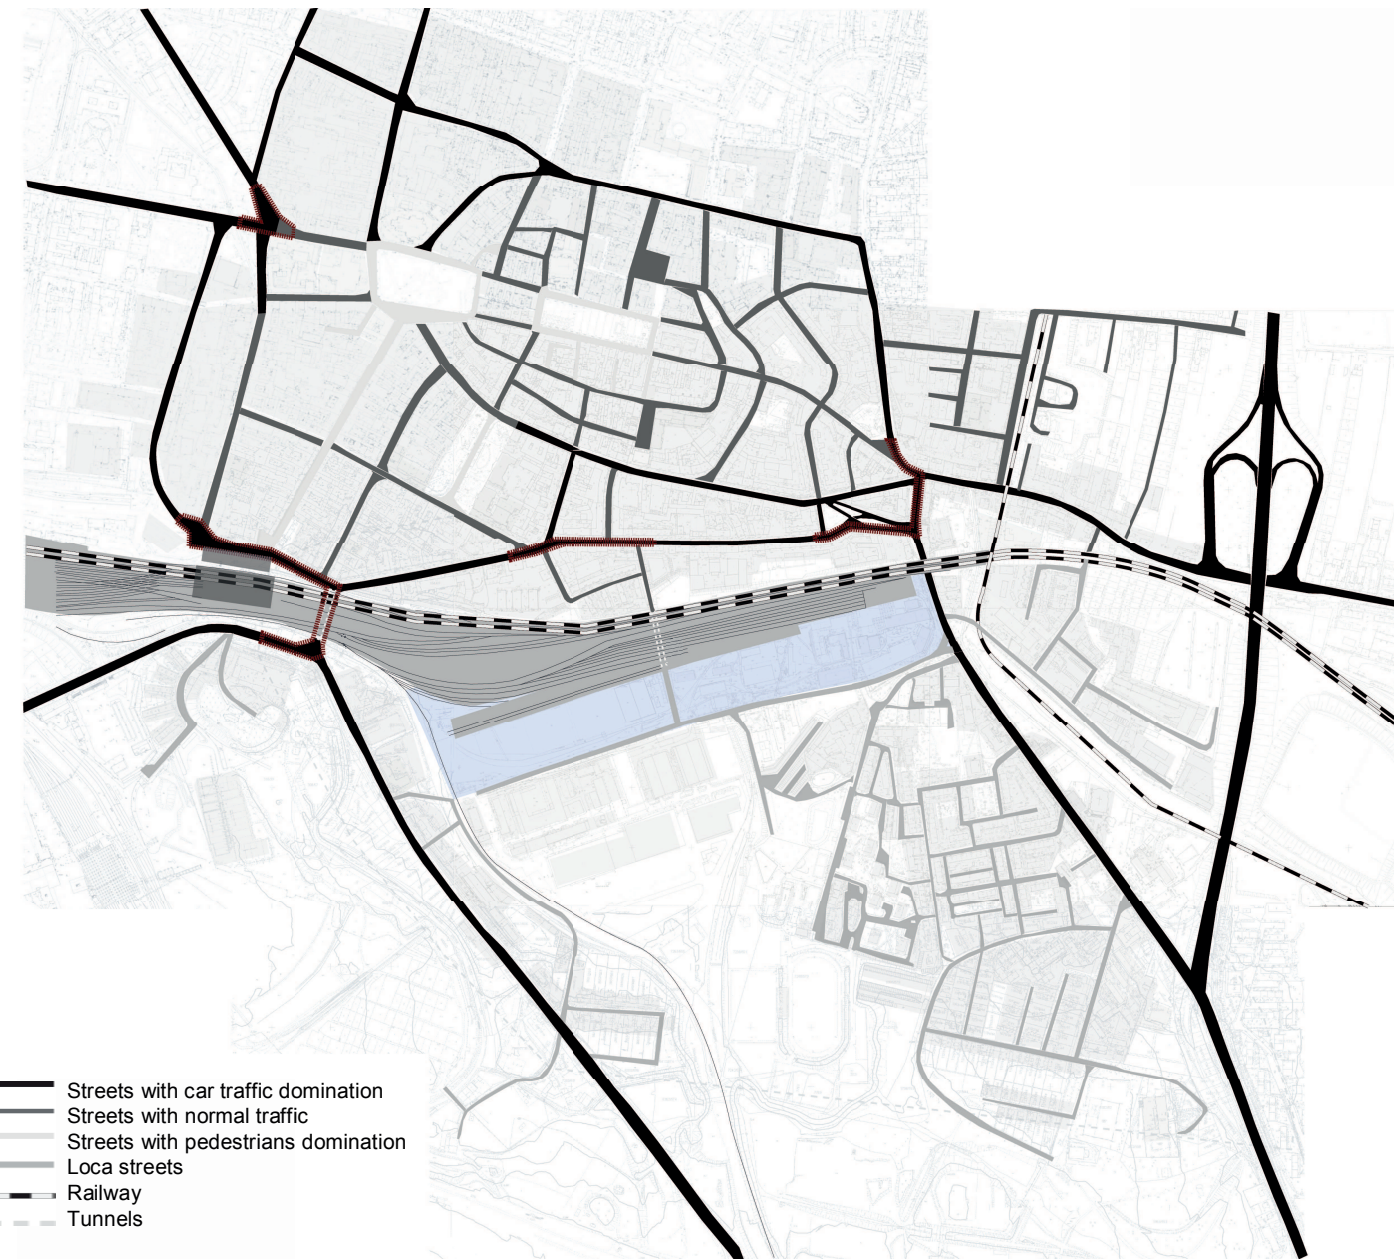 Streets with car traffic domination
Streets with normal traffic
Streets with pedestrians domination
Loca streets
Railway
Tunnels